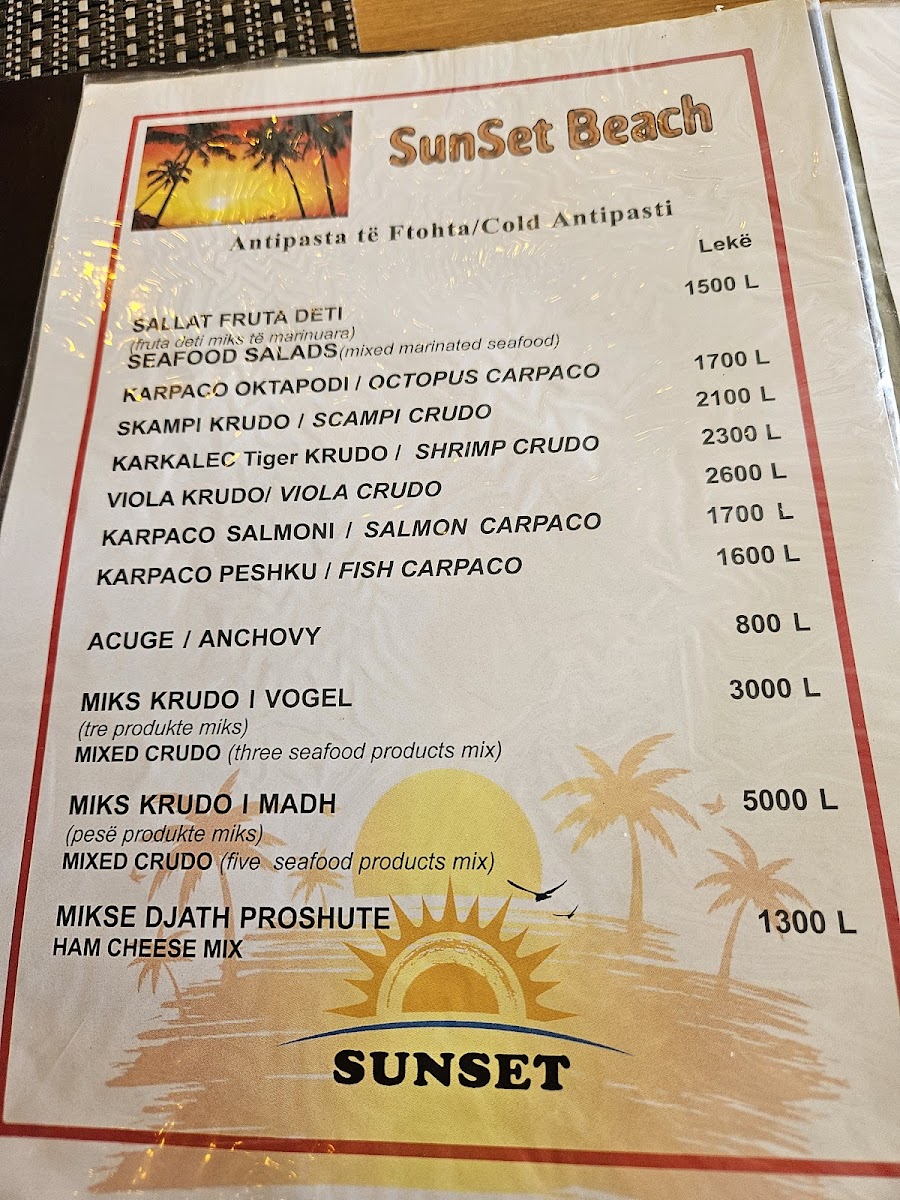 SunSet Beach
Antipasta të Ftohta/Cold Antipasti
Lekë
SALLAT FRUTA DETI 1500 L
(fruta deti miks të marinuara)
SEAFOOD SALADS(mixed marinated seafood)
KARPACO OKTAPODI / OCTOPUS CARPACO 1700 L
SKAMPI KRUDO / SCAMPI CRUDO 2100 L
KARKALEC Tiger KRUDO / SHRIMP CRUDO 2300 L
VIOLA KRUDO/ VIOLA CRUDO 2600 L
KARPACO SALMONI / SALMON CARPACO 1700 L
KARPACO PESHKU / FISH CARPACO 1600 L
ACUGE / ANCHOVY 800 L
MIKS KRUDO I VOGEL 3000 L
(tre produkte miks)
MIXED CRUDO (three seafood products mix)
MIKS KRUDO I MADH 5000 L
(pesë produkte miks)
MIXED CRUDO (five seafood products mix)
MIKSE DJATH PROSHUTE 1300 L
HAM CHEESE MIX
SUNSET